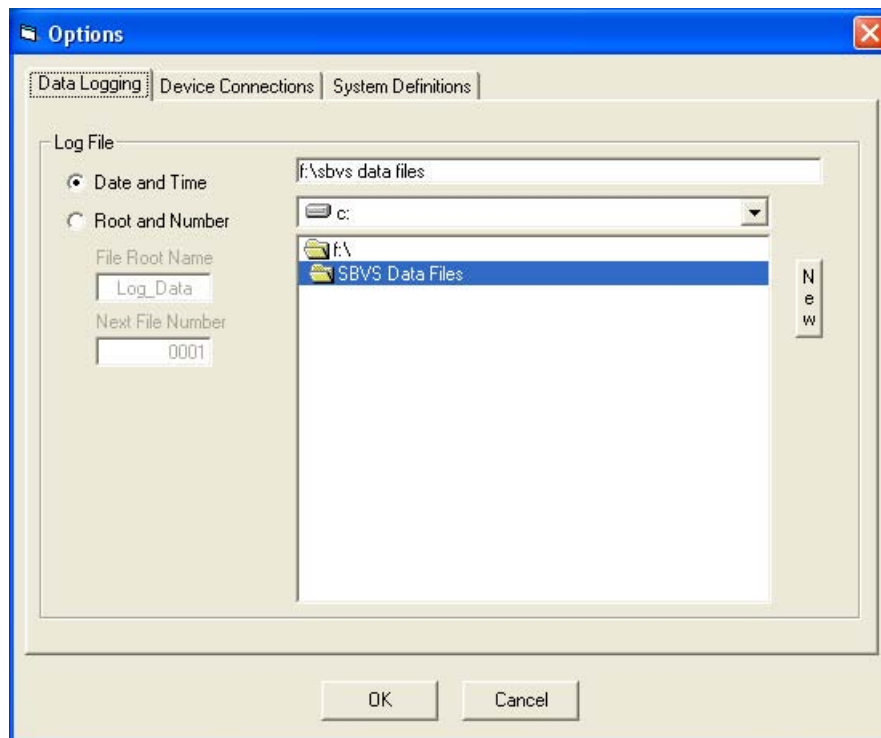 Options
Data Logging Device Connections System Definitions
Log File
Date and Time
f:\sbvs data files
Root and Number
c:
File Root Name
Log_Data
Next File Number
0001
f:\
SBVS Data Files
New
OK Cancel